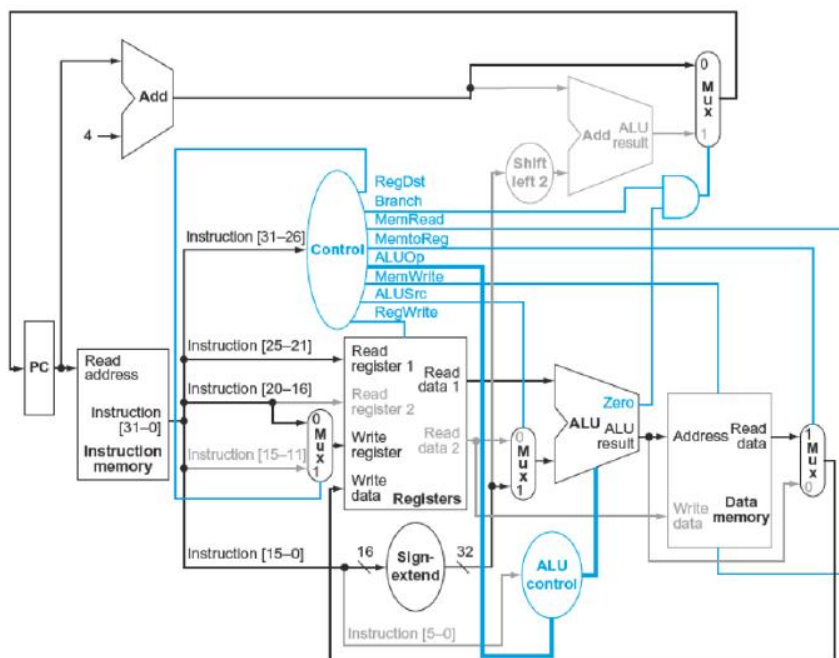 Add
4
0
Mux
1
Add ALU
result
Shift
left 2
RegDst
Branch
MemRead
MemtoReg
ALUOp
MemWrite
ALUSrc
RegWrite
Control
Instruction [31–26]
PC
Read
address
Instruction
[31–0]
Instruction
memory
Instruction [25–21]
Instruction [20–16]
Instruction [15–11]
Instruction [15–0]
0
Mux
1
Read
register 1
Read
register 2
Write
register
Write
data
Read
data 1
Read
data 2
Registers
0
Mux
1
Zero
ALU ALU
result
Address
Read
data
Write
data
Data
memory
1
Mux
0
16
Sign-
extend
32
ALU
control
Instruction [5–0]